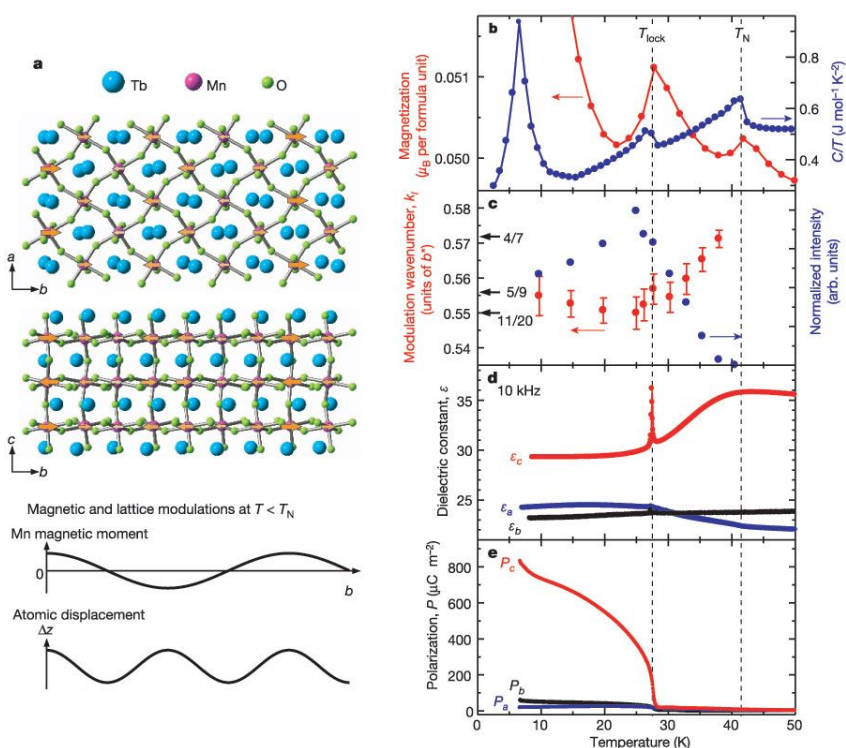 a
Tb Mn O
a
b
c
b
Magnetic and lattice modulations at T < TN
Mn magnetic moment
0
b
Atomic displacement
Δz
b
Tlock
TN
Magnetization
(μB per formula unit)
0.051
0.050
0.8
0.6
0.4
C/T (J mol⁻¹ K⁻²)
c
Modulation wavenumber, kl
(units of b*)
0.58
0.57
0.56
0.55
0.54
4/7
5/9
11/20
Normalized intensity
(arb. units)
d
10 kHz
Dielectric constant, ε
35
30
25
εc
εa
εb
e
Polarization, P (μC m⁻²)
800
600
400
200
0
Pc
Pb
Pa
0 10 20 30 40 50
Temperature (K)